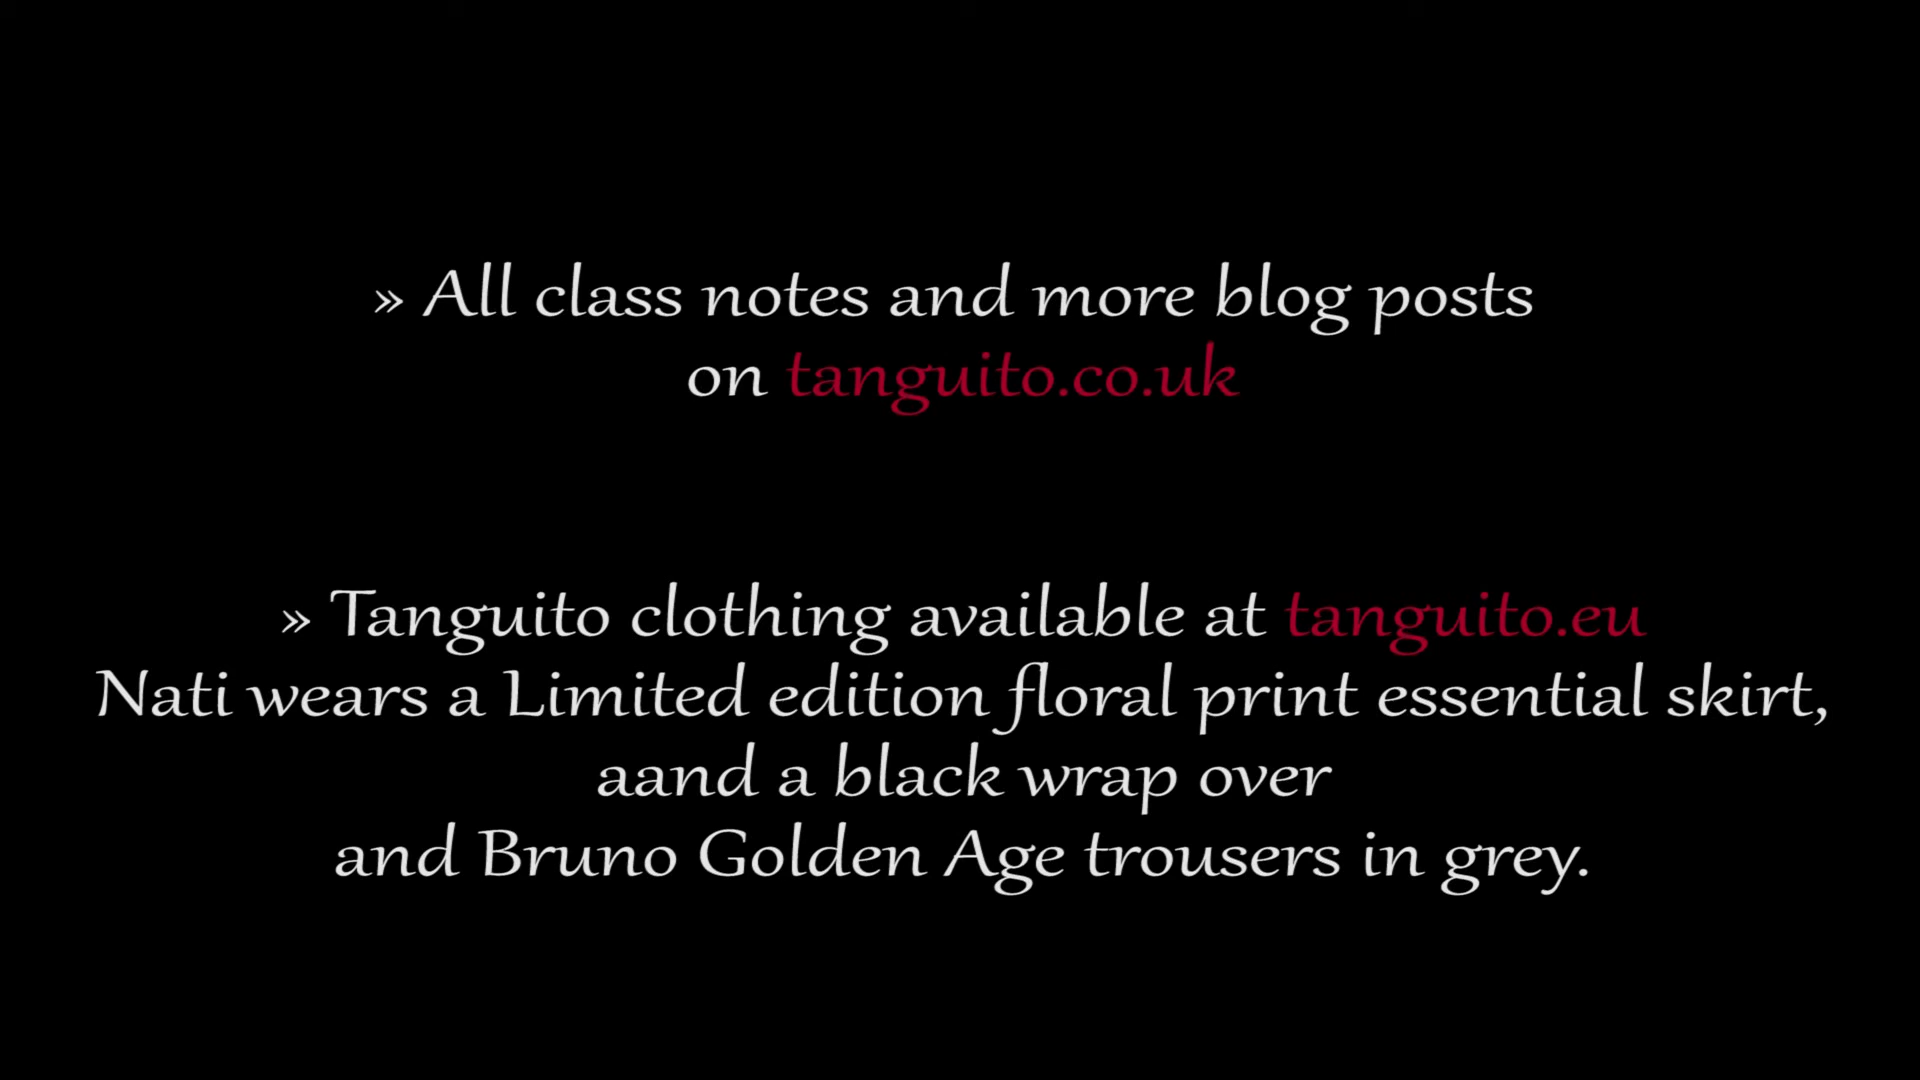 » All class notes and more blog posts
on tanguito.co.uk
» Tanguito clothing available at tanguito.eu
Nati wears a Limited edition floral print essential skirt,
aand a black wrap over
and Bruno Golden Age trousers in grey.